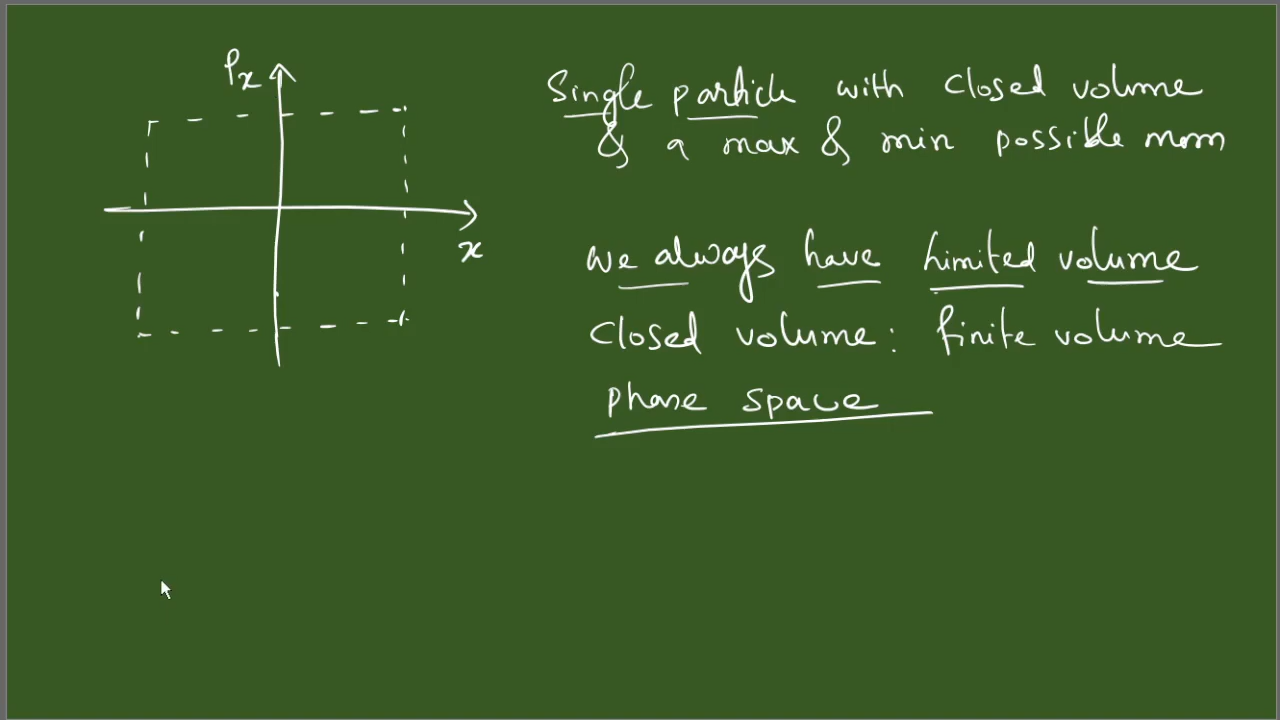 Px
x
Single particle with closed volume
& a max & min possible mom
we always have limited volume
closed volume: finite volume
phase space